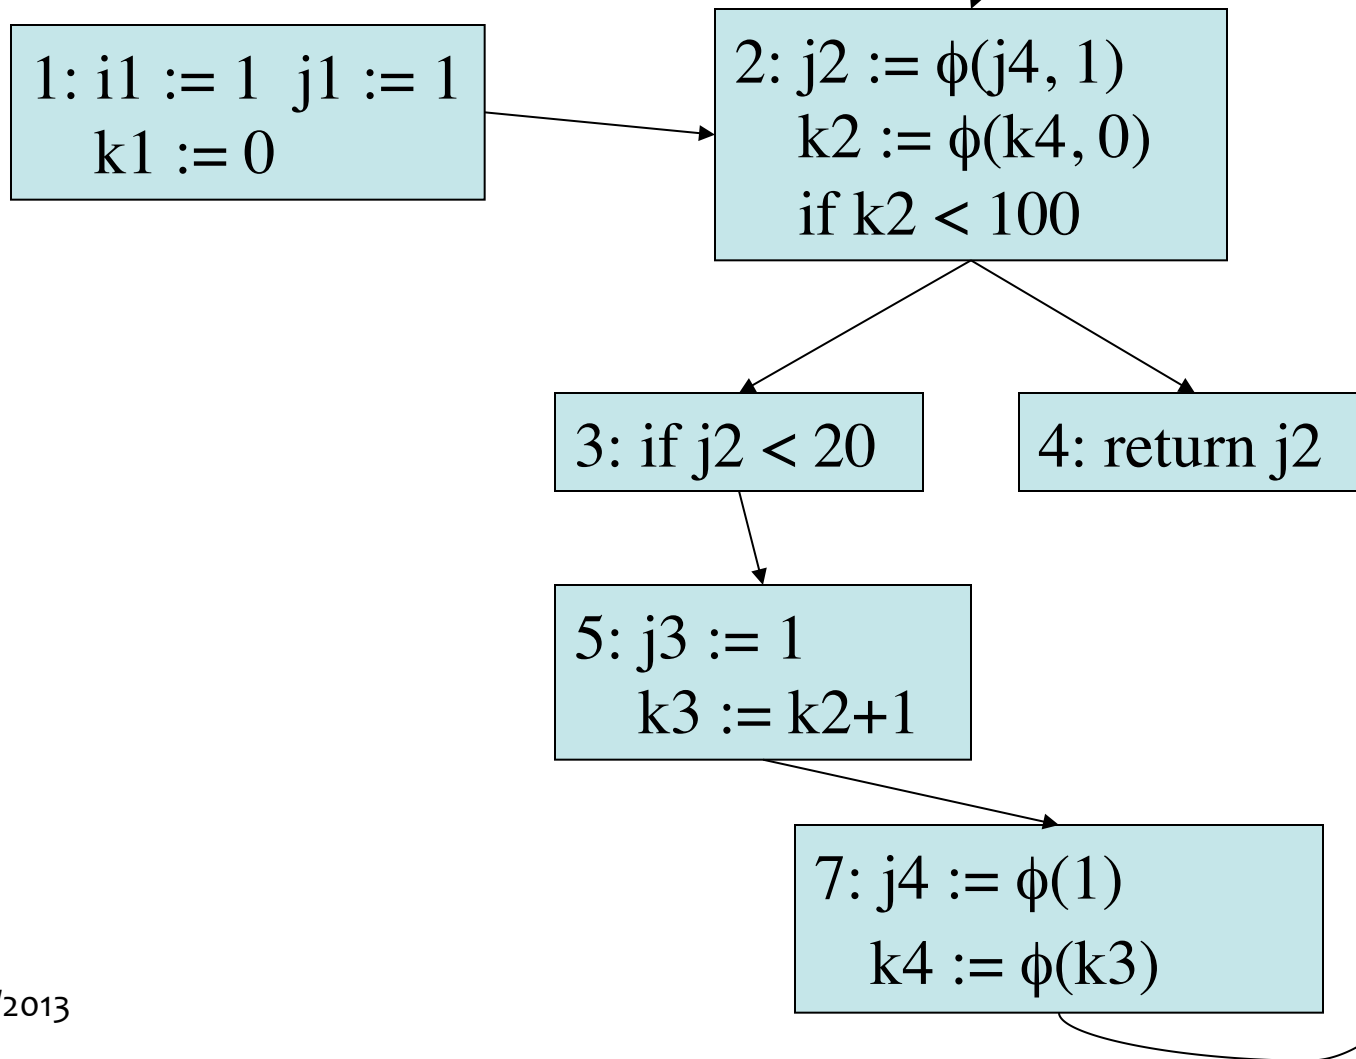 1: i1 := 1 j1 := 1
k1 := 0
2: j2 := ϕ(j4, 1)
k2 := ϕ(k4, 0)
if k2 < 100
3: if j2 < 20
4: return j2
5: j3 := 1
k3 := k2+1
7: j4 := ϕ(1)
k4 := ϕ(k3)
/2013